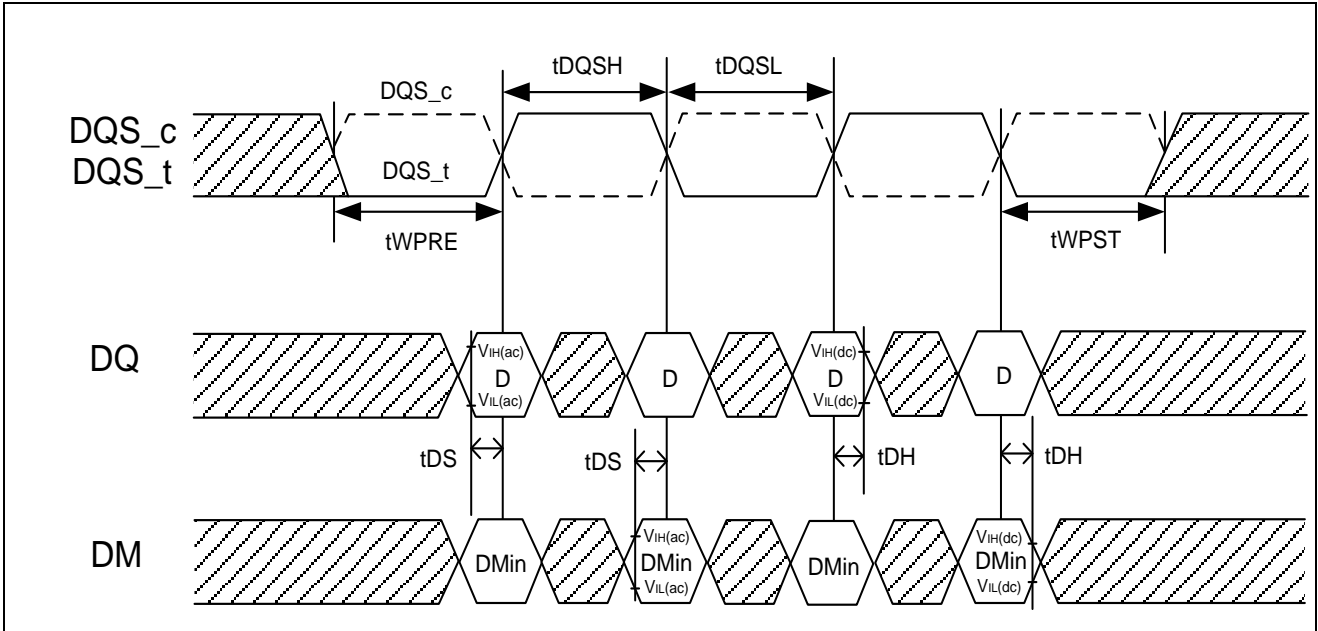 tDQSH tDQSL
DQS_c
DQS_c
DQS_t
DQS_t
tWPRE tWPST
DQ
VIH(ac) VIH(dc)
D D D D
VIL(ac) VIL(dc)
tDS tDS tDH tDH
DM
VIH(ac) VIH(dc)
DMin DMin DMin DMin
VIL(ac) VIL(dc)